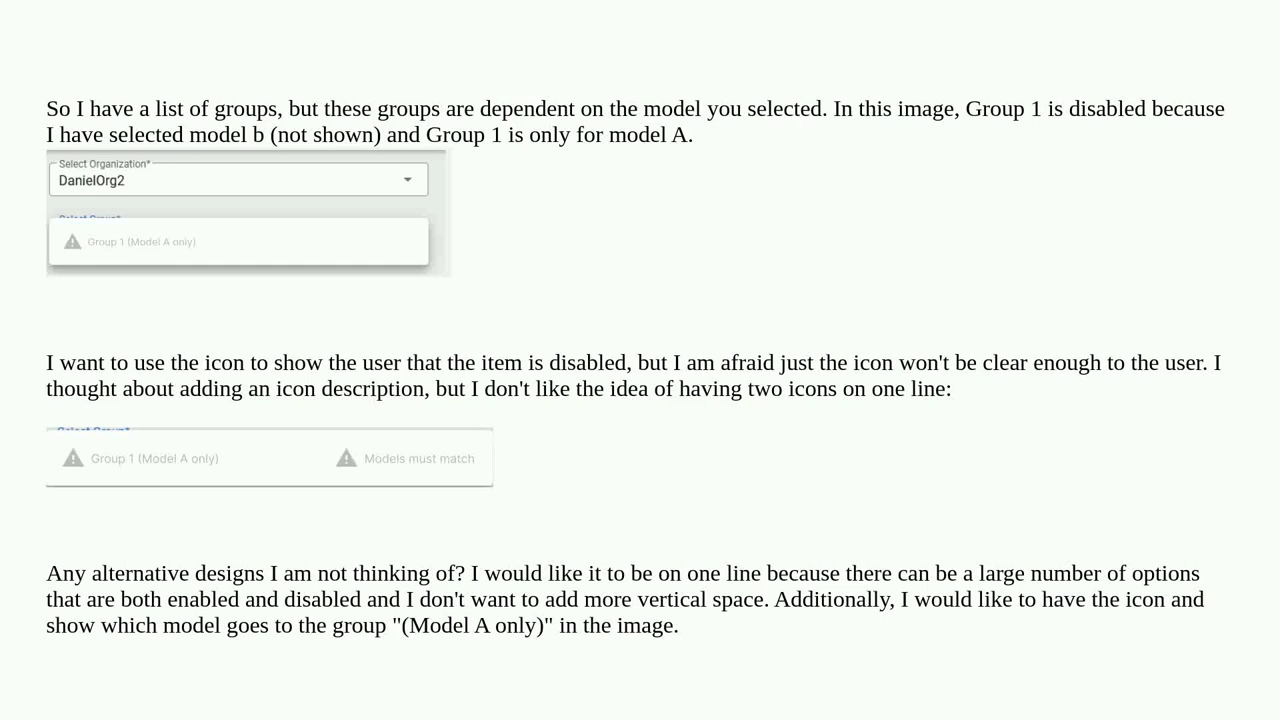 So I have a list of groups, but these groups are dependent on the model you selected. In this image, Group 1 is disabled because
I have selected model b (not shown) and Group 1 is only for model A.
Select Organization*
DanielOrg2
Select Group*
Group 1 (Model A only)
I want to use the icon to show the user that the item is disabled, but I am afraid just the icon won't be clear enough to the user. I
thought about adding an icon description, but I don't like the idea of having two icons on one line:
Select Group*
Group 1 (Model A only) Models must match
Any alternative designs I am not thinking of? I would like it to be on one line because there can be a large number of options
that are both enabled and disabled and I don't want to add more vertical space. Additionally, I would like to have the icon and
show which model goes to the group "(Model A only)" in the image.